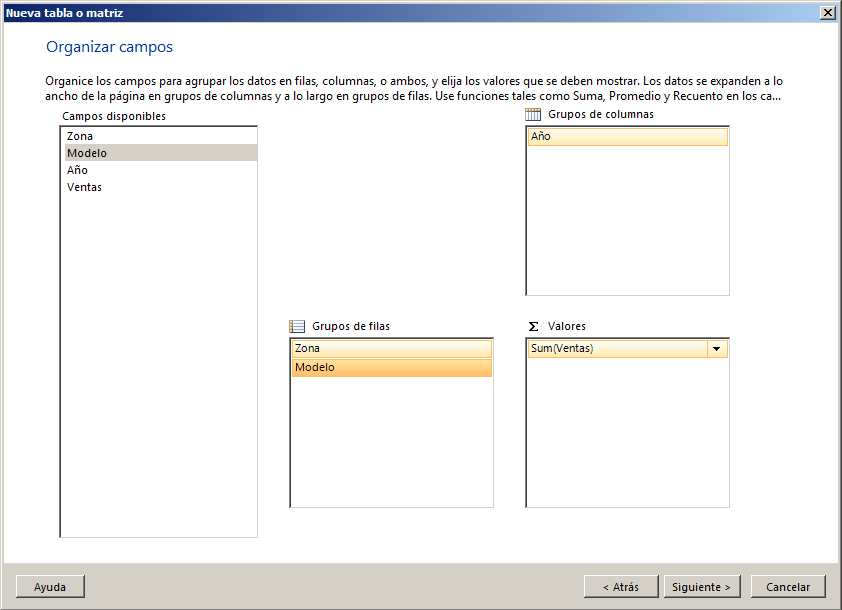 Nueva tabla o matriz
Organizar campos
Organice los campos para agrupar los datos en filas, columnas, o ambos, y elija los valores que se deben mostrar. Los datos se expanden a lo
ancho de la página en grupos de columnas y a lo largo en grupos de filas. Use funciones tales como Suma, Promedio y Recuento en los ca...
Campos disponibles
Zona
Modelo
Año
Ventas
Grupos de columnas
Año
Grupos de filas
Zona
Modelo
Σ Valores
Sum(Ventas)
Ayuda
< Atrás
Siguiente >
Cancelar